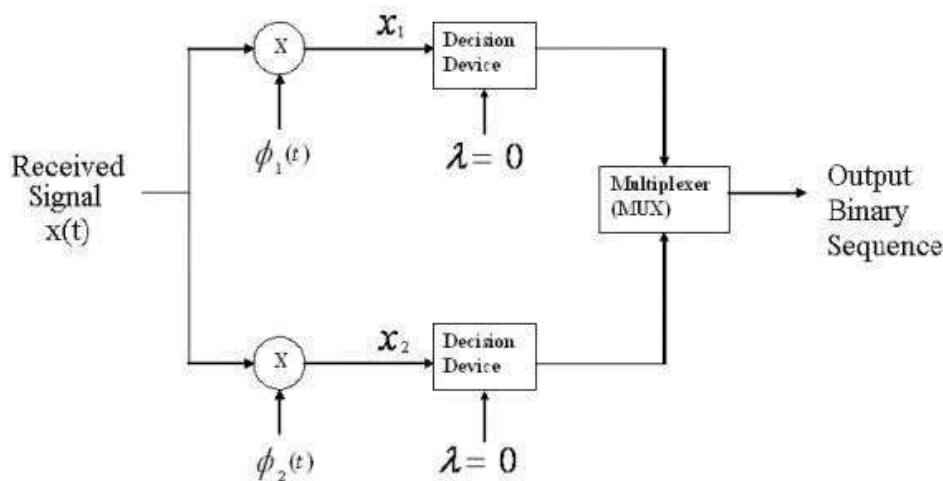 X
x₁
Decision
Device
ϕ₁(t)
λ = 0
Received
Signal
x(t)
Multiplexer
(MUX)
Output
Binary
Sequence
X
x₂
Decision
Device
ϕ₂(t)
λ = 0